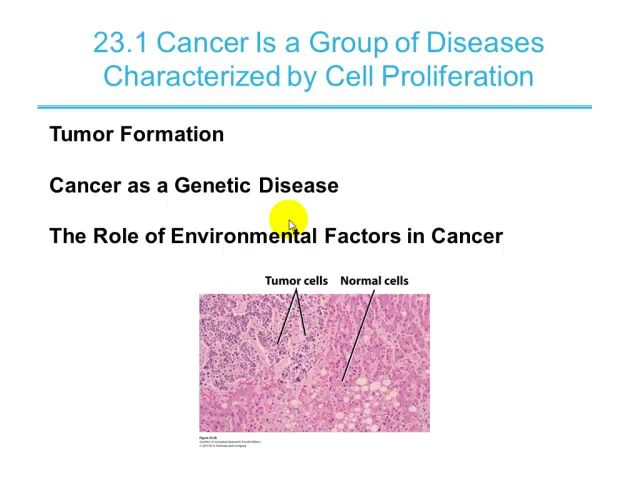 23.1 Cancer Is a Group of Diseases
Characterized by Cell Proliferation
Tumor Formation
Cancer as a Genetic Disease
The Role of Environmental Factors in Cancer
Tumor cells Normal cells